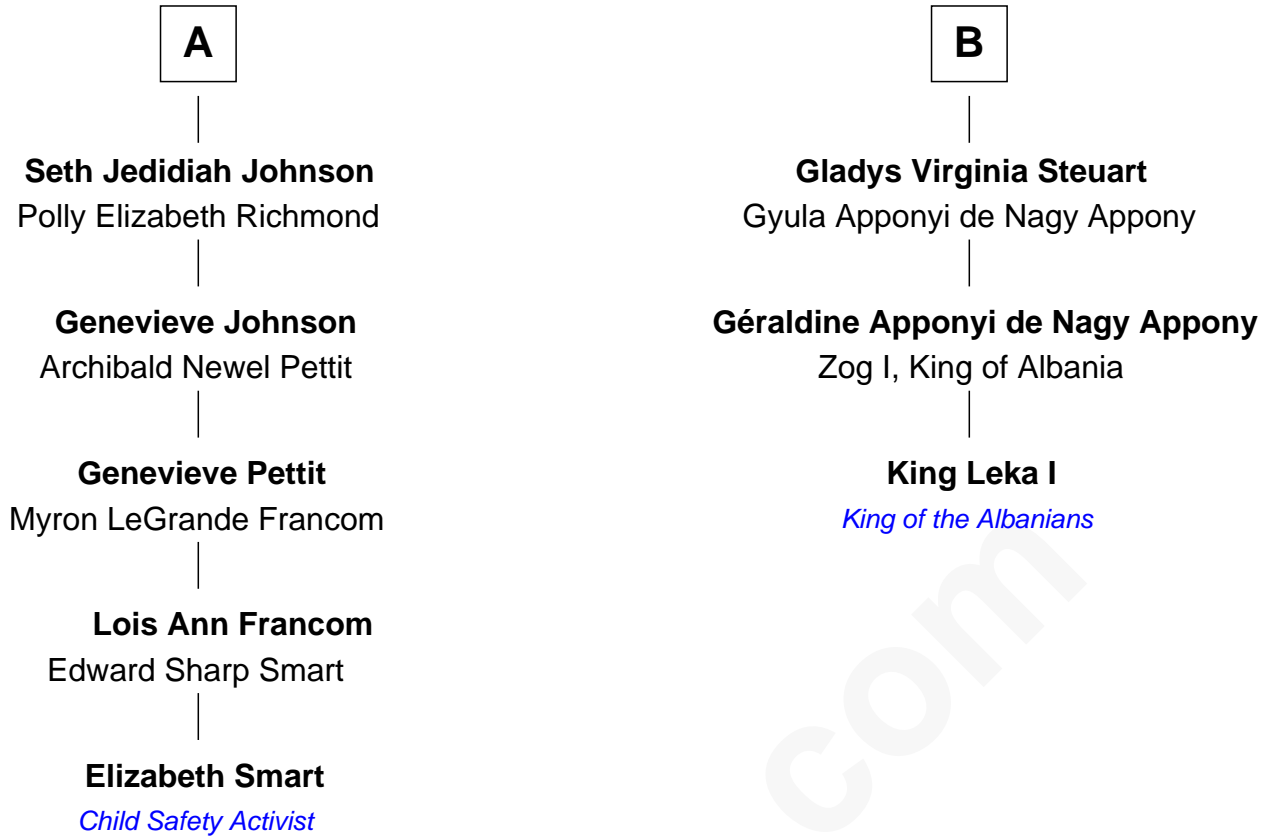 A
Seth Jedidiah Johnson
Polly Elizabeth Richmond
Genevieve Johnson
Archibald Newel Pettit
Genevieve Pettit
Myron LeGrande Francom
Lois Ann Francom
Edward Sharp Smart
Elizabeth Smart
Child Safety Activist
B
Gladys Virginia Steuart
Gyula Apponyi de Nagy Appony
Géraldine Apponyi de Nagy Appony
Zog I, King of Albania
King Leka I
King of the Albanians
com